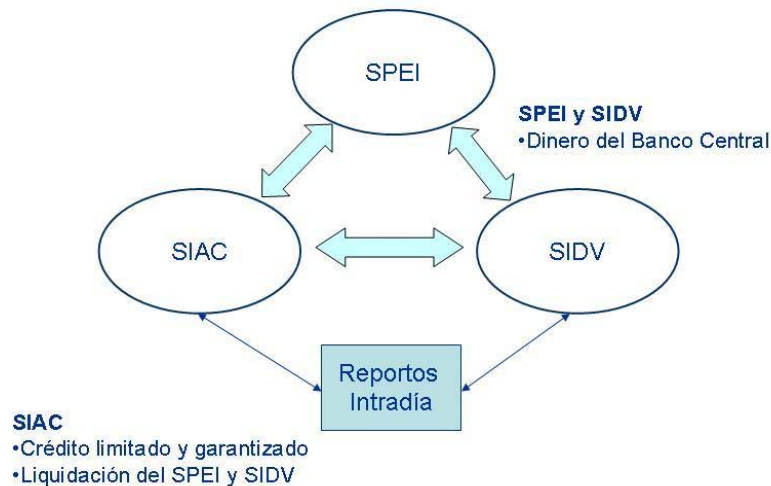 SPEI
SPEI y SIDV
•Dinero del Banco Central
SIAC
SIDV
Reportos
Intradía
SIAC
•Crédito limitado y garantizado
•Liquidación del SPEI y SIDV